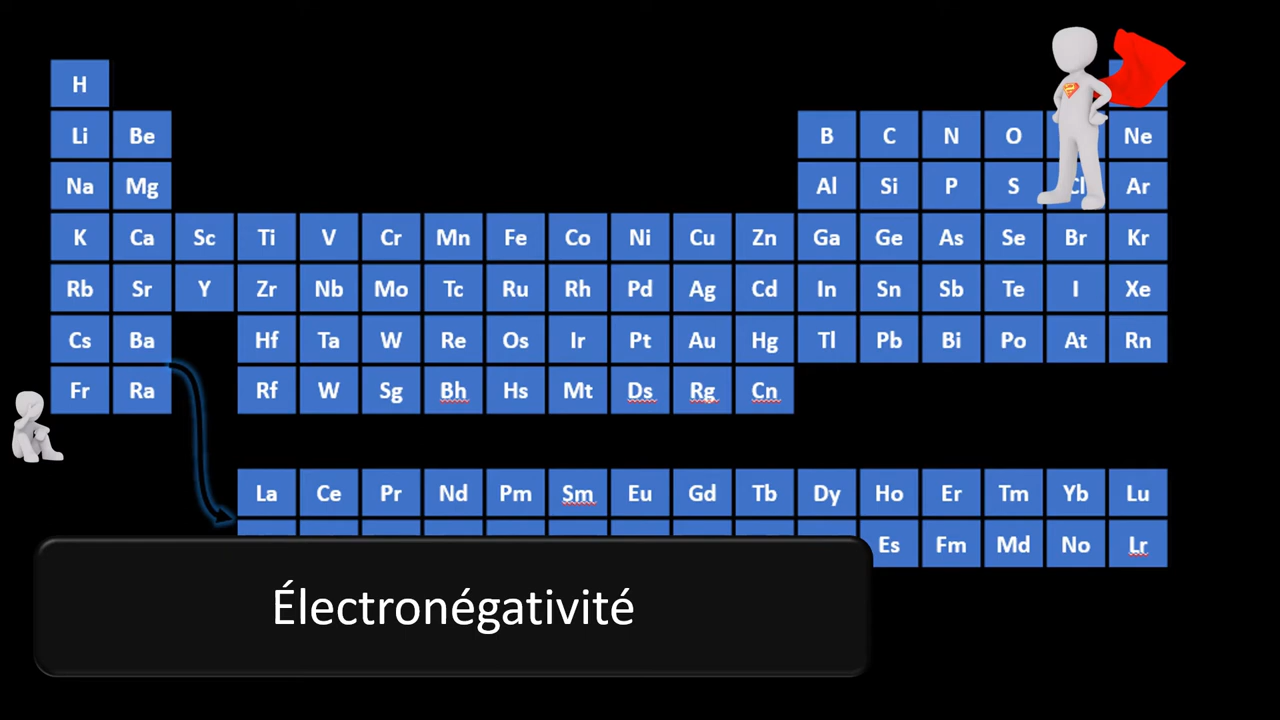 H
Li Be B C N O Ne
Na Mg Al Si P S Cl Ar
K Ca Sc Ti V Cr Mn Fe Co Ni Cu Zn Ga Ge As Se Br Kr
Rb Sr Y Zr Nb Mo Tc Ru Rh Pd Ag Cd In Sn Sb Te I Xe
Cs Ba Hf Ta W Re Os Ir Pt Au Hg Tl Pb Bi Po At Rn
Fr Ra Rf W Sg Bh Hs Mt Ds Rg Cn
La Ce Pr Nd Pm Sm Eu Gd Tb Dy Ho Er Tm Yb Lu
Es Fm Md No Lr
Électronégativité